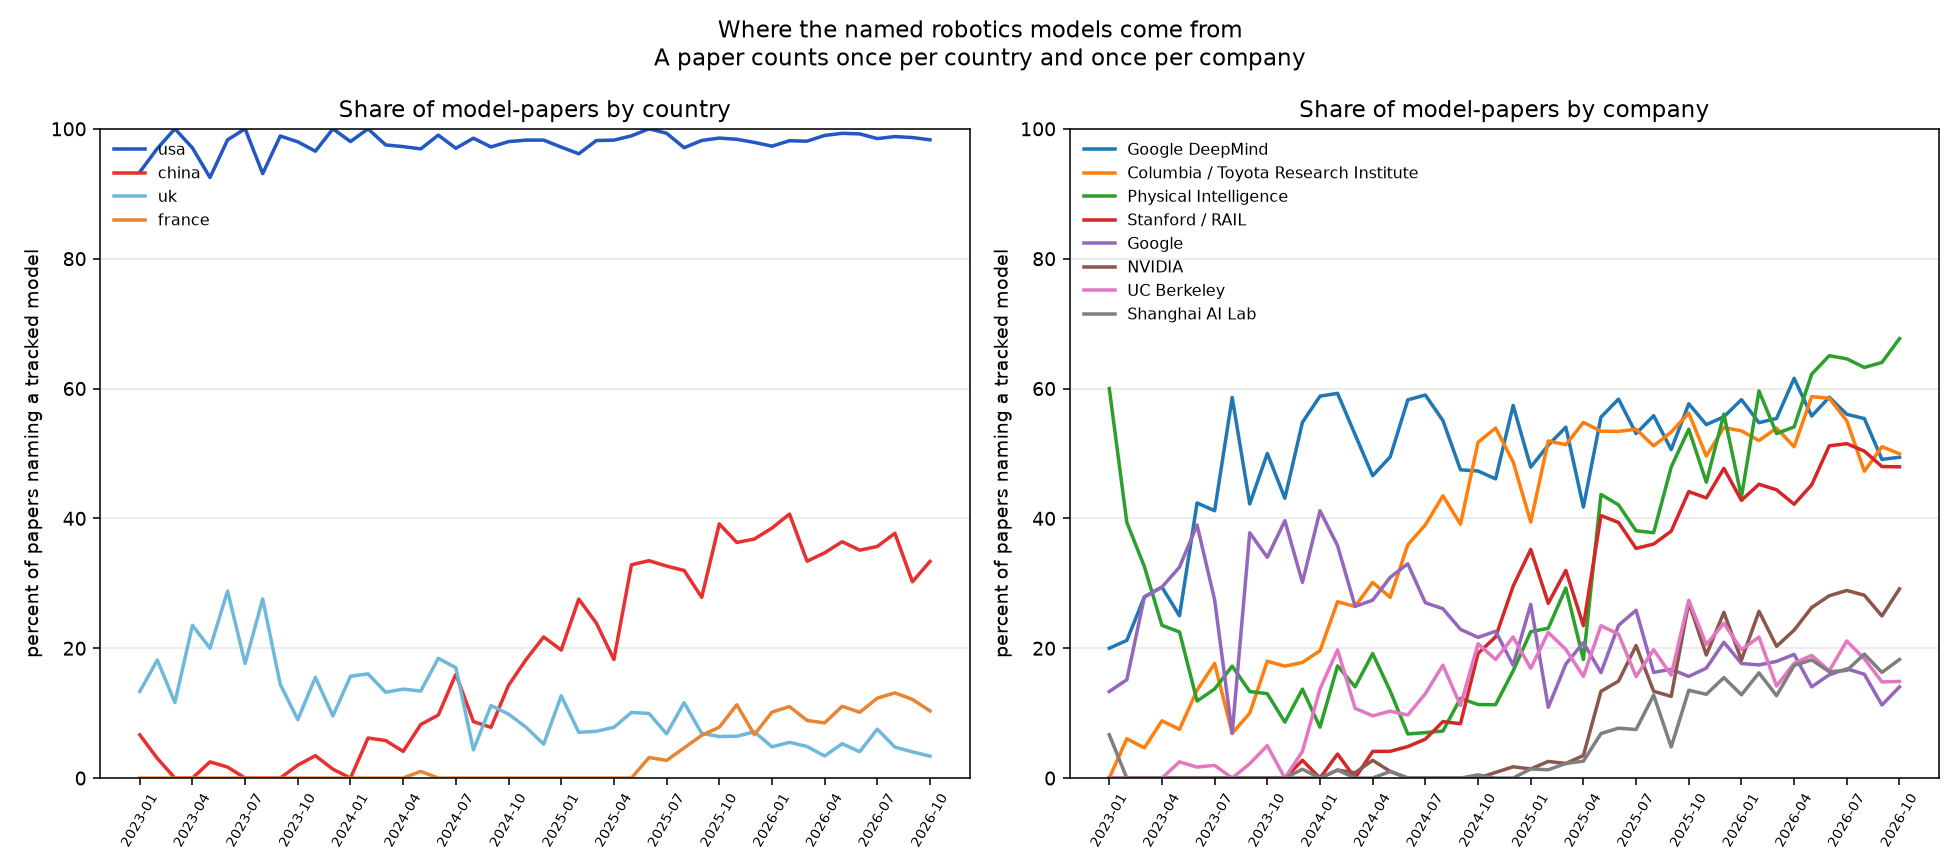 Where the named robotics models come from
A paper counts once per country and once per company
Share of model-papers by country
percent of papers naming a tracked model
100
80
60
40
20
0
usa
china
uk
france
2023-01
2023-04
2023-07
2023-10
2024-01
2024-04
2024-07
2024-10
2025-01
2025-04
2025-07
2025-10
2026-01
2026-04
2026-07
2026-10
Share of model-papers by company
percent of papers naming a tracked model
100
80
60
40
20
0
Google DeepMind
Columbia / Toyota Research Institute
Physical Intelligence
Stanford / RAIL
Google
NVIDIA
UC Berkeley
Shanghai AI Lab
2023-01
2023-04
2023-07
2023-10
2024-01
2024-04
2024-07
2024-10
2025-01
2025-04
2025-07
2025-10
2026-01
2026-04
2026-07
2026-10